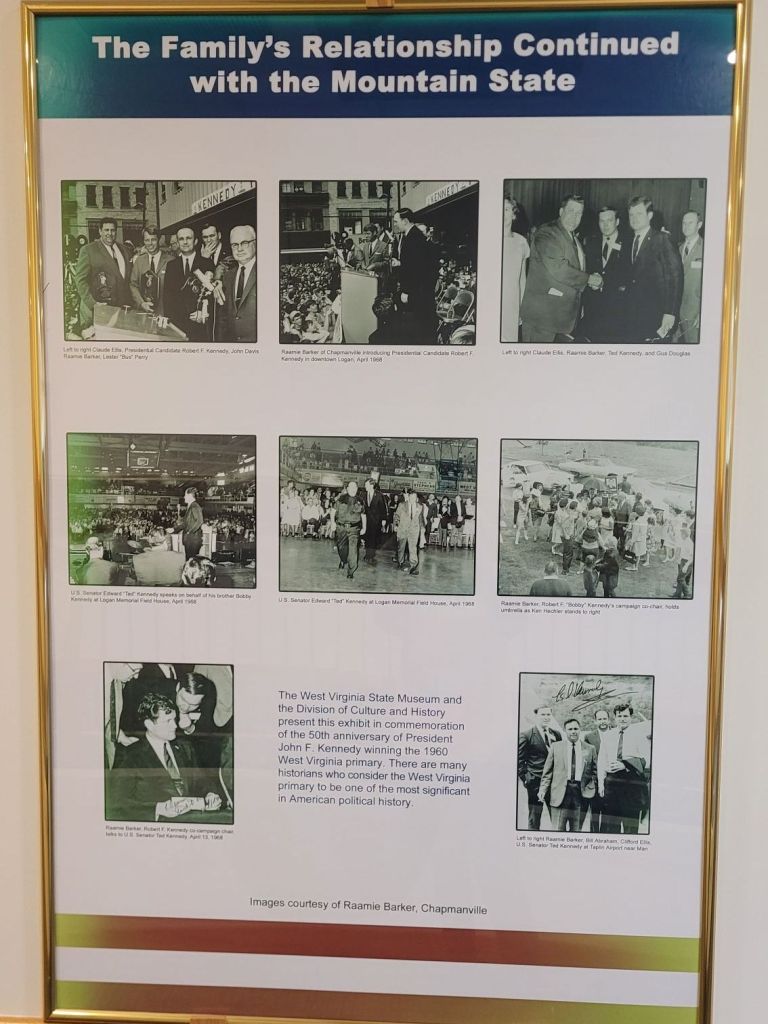 The Family's Relationship Continued
with the Mountain State
KENNEDY
KENNEDY
Left to right Claude Ellis, Presidential Candidate Robert F. Kennedy, John Davis
Raamie Barker, Lester "Bus" Perry
Raamie Barker of Chapmanville introducing Presidential Candidate Robert F.
Kennedy in downtown Logan, April 1968
Left to right Claude Ellis, Raamie Barker, Ted Kennedy, and Gus Douglas
U.S. Senator Edward "Ted" Kennedy speaks on behalf of his brother Bobby
Kennedy at Logan Memorial Field House, April 1968
U.S. Senator Edward "Ted" Kennedy at Logan Memorial Field House, April 1968
Raamie Barker, Robert F. "Bobby" Kennedy's campaign co-chair, holds
umbrella as Ken Hechler stands to right
Raamie Barker, Robert F. Kennedy co-campaign chair,
talks to U.S. Senator Ted Kennedy, April 13, 1968
The West Virginia State Museum and
the Division of Culture and History
present this exhibit in commemoration
of the 50th anniversary of President
John F. Kennedy winning the 1960
West Virginia primary. There are many
historians who consider the West Virginia
primary to be one of the most significant
in American political history.
Left to right Raamie Barker, Bill Abraham, Clifford Ellis,
U.S. Senator Ted Kennedy at Taplin Airport near Man
Images courtesy of Raamie Barker, Chapmanville